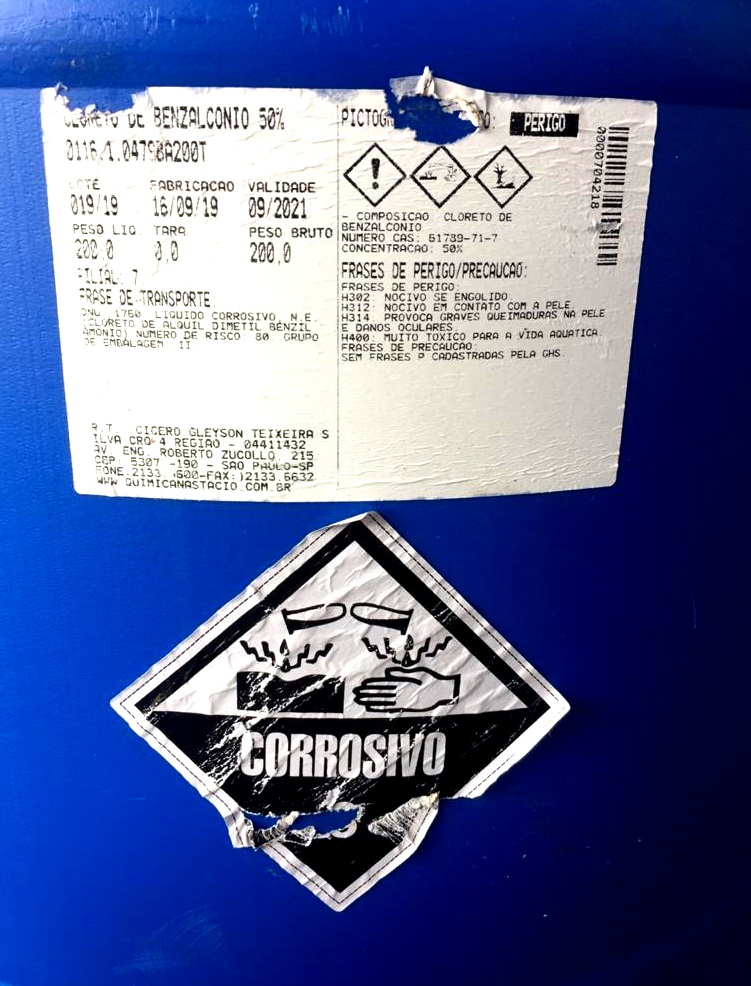 CLORETO DE BENZALCONIO 50%
0116/1.04798A200T
LOTE FABRICACAO VALIDADE
019/19 16/09/19 09/2021
PESO LIQ TARA PESO BRUTO
200,0 0,0 200,0
FILIAL: 7
FRASE DE TRANSPORTE:
ONU 1760 LIQUIDO CORROSIVO, N.E.
(CLORETO DE ALQUIL DIMETIL BENZIL
AMONIO) NUMERO DE RISCO: 80. GRUPO
DE EMBALAGEM II
R.T. CICERO GLEYSON TEIXEIRA S
ILVA CRQ 4 REGIAO - 04411432
AV. ENG. ROBERTO ZUCOLLO, 215
CEP: 5307 -190 - SAO PAULO-SP
FONE:2133. 600-FAX: )2133.6632
WWW.QUIMICANASTACIO.COM.BR
PICTOG O: PERIGO
0000704218
- COMPOSICAO CLORETO DE
BENZALCONIO
NUMERO CAS: 61789-71-7
CONCENTRACAO: 50%
FRASES DE PERIGO/PRECAUCAO:
FRASES DE PERIGO:
H302: NOCIVO SE ENGOLIDO.
H312: NOCIVO EM CONTATO COM A PELE
H314: PROVOCA GRAVES QUEIMADURAS NA PELE
E DANOS OCULARES.
H400: MUITO TOXICO PARA A VIDA AQUATICA.
FRASES DE PRECAUCAO:
SEM FRASES P CADASTRADAS PELA GHS.
CORROSIVO